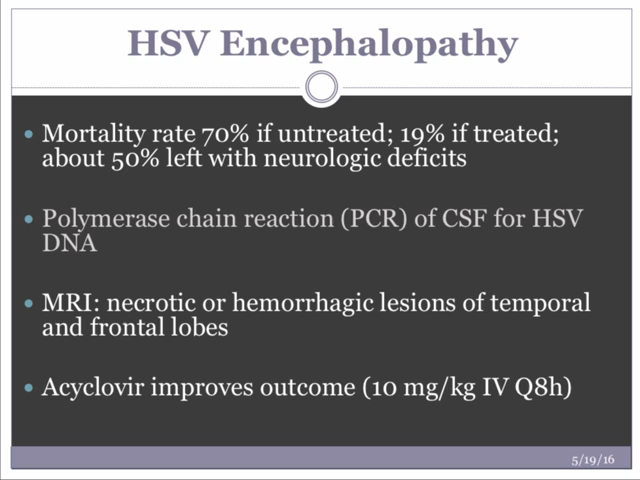 HSV Encephalopathy
• Mortality rate 70% if untreated; 19% if treated;
about 50% left with neurologic deficits
• Polymerase chain reaction (PCR) of CSF for HSV
DNA
• MRI: necrotic or hemorrhagic lesions of temporal
and frontal lobes
• Acyclovir improves outcome (10 mg/kg IV Q8h)
5/19/16